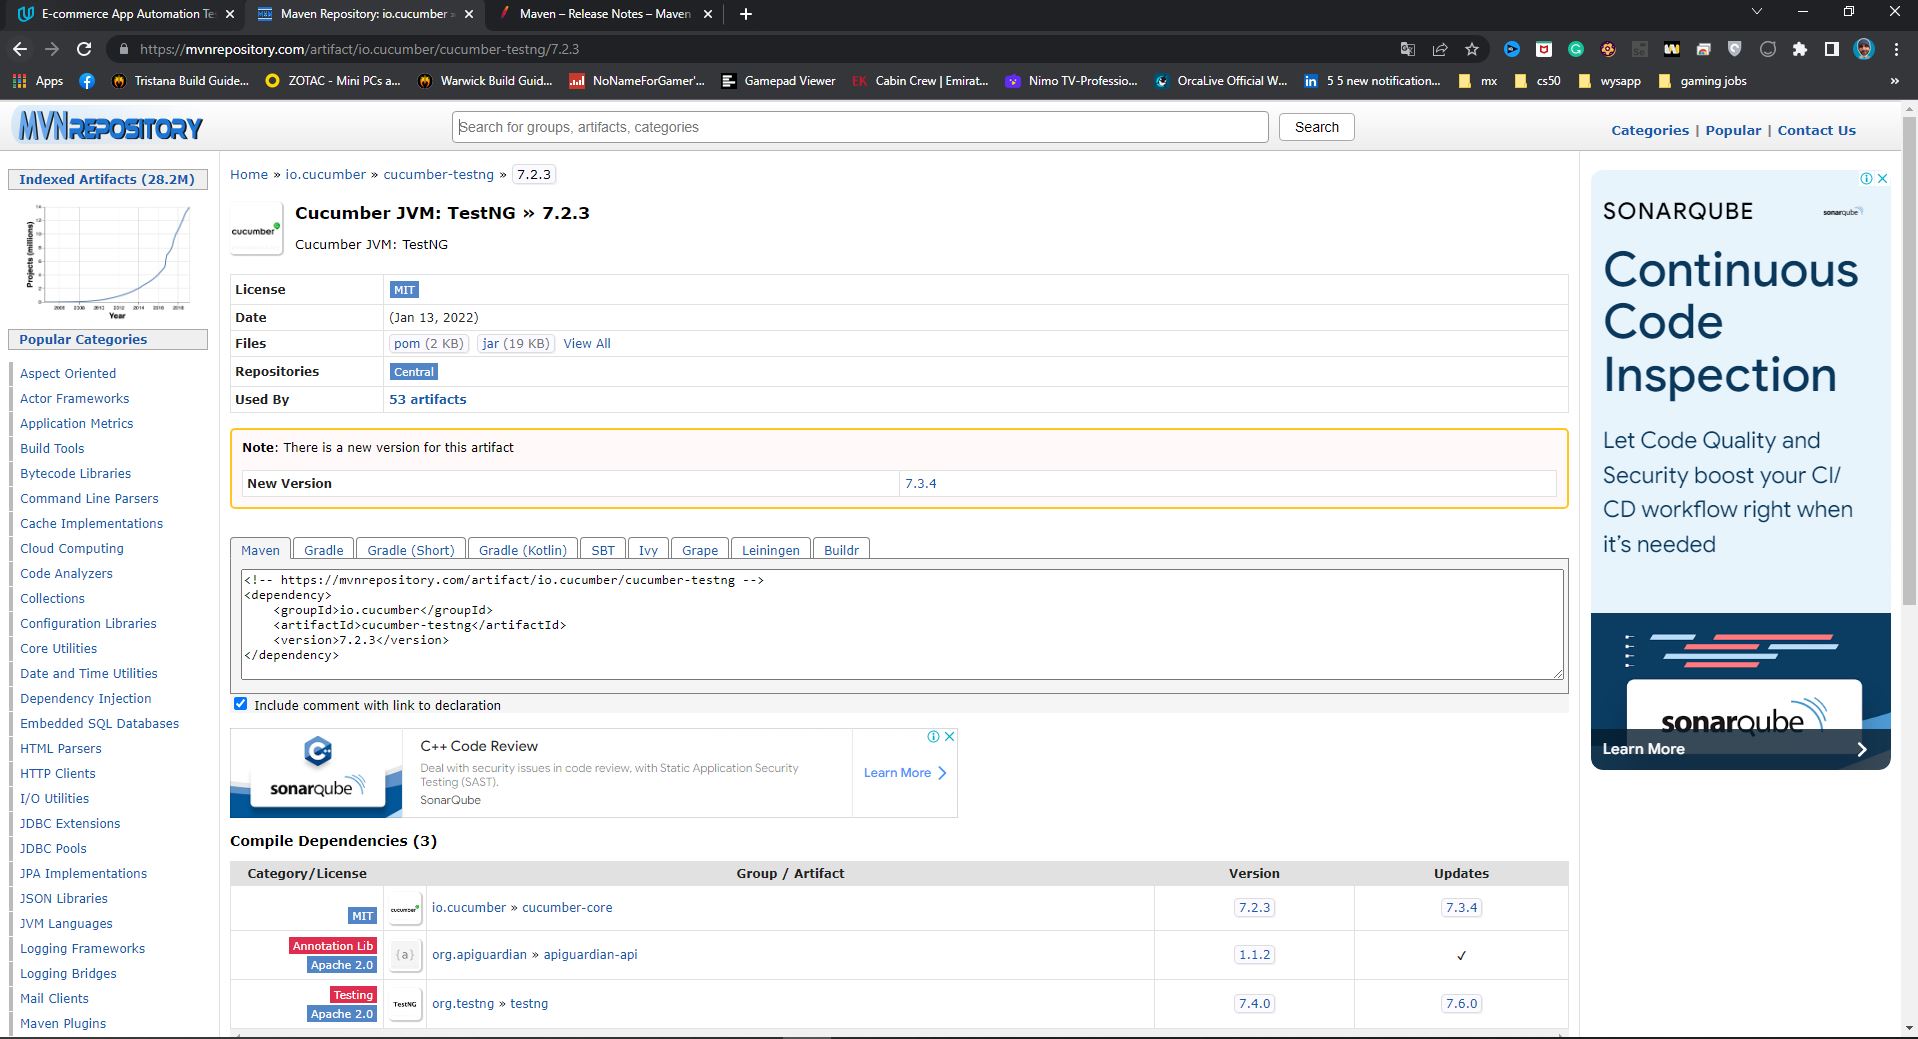 E-commerce App Automation Te
Maven Repository: io.cucumber »
Maven – Release Notes – Maven
https://mvnrepository.com/artifact/io.cucumber/cucumber-testng/7.2.3
Apps
Tristana Build Guide...
ZOTAC - Mini PCs a...
Warwick Build Guid...
NoNameForGamer'...
Gamepad Viewer
EK Cabin Crew | Emirat...
Nimo TV-Professio...
OrcaLive Official W...
5 5 new notification...
mx
cs50
wysapp
gaming jobs
»
MVNREPOSITORY
Search for groups, artifacts, categories
Search
Categories | Popular | Contact Us
Indexed Artifacts (28.2M)
Projects (millions)
Year
Popular Categories
Aspect Oriented
Actor Frameworks
Application Metrics
Build Tools
Bytecode Libraries
Command Line Parsers
Cache Implementations
Cloud Computing
Code Analyzers
Collections
Configuration Libraries
Core Utilities
Date and Time Utilities
Dependency Injection
Embedded SQL Databases
HTML Parsers
HTTP Clients
I/O Utilities
JDBC Extensions
JDBC Pools
JPA Implementations
JSON Libraries
JVM Languages
Logging Frameworks
Logging Bridges
Mail Clients
Maven Plugins
Home » io.cucumber » cucumber-testng » 7.2.3
cucumber
Cucumber JVM: TestNG » 7.2.3
Cucumber JVM: TestNG
License MIT
Date (Jan 13, 2022)
Files pom (2 KB) jar (19 KB) View All
Repositories Central
Used By 53 artifacts
Note: There is a new version for this artifact
New Version 7.3.4
Maven Gradle Gradle (Short) Gradle (Kotlin) SBT Ivy Grape Leiningen Buildr
<!-- https://mvnrepository.com/artifact/io.cucumber/cucumber-testng -->
<dependency>
    <groupId>io.cucumber</groupId>
    <artifactId>cucumber-testng</artifactId>
    <version>7.2.3</version>
</dependency>
Include comment with link to declaration
sonarqube
C++ Code Review
Deal with security issues in code review, with Static Application Security
Testing (SAST).
SonarQube
Learn More
Compile Dependencies (3)
Category/License Group / Artifact Version Updates
MIT cucumber io.cucumber » cucumber-core 7.2.3 7.3.4
Annotation Lib
Apache 2.0 {a} org.apiguardian » apiguardian-api 1.1.2 ✓
Testing
Apache 2.0 TestNG org.testng » testng 7.4.0 7.6.0
SONARQUBE
sonarqube
Continuous
Code
Inspection
Let Code Quality and
Security boost your CI/
CD workflow right when
it's needed
sonarqube
Learn More